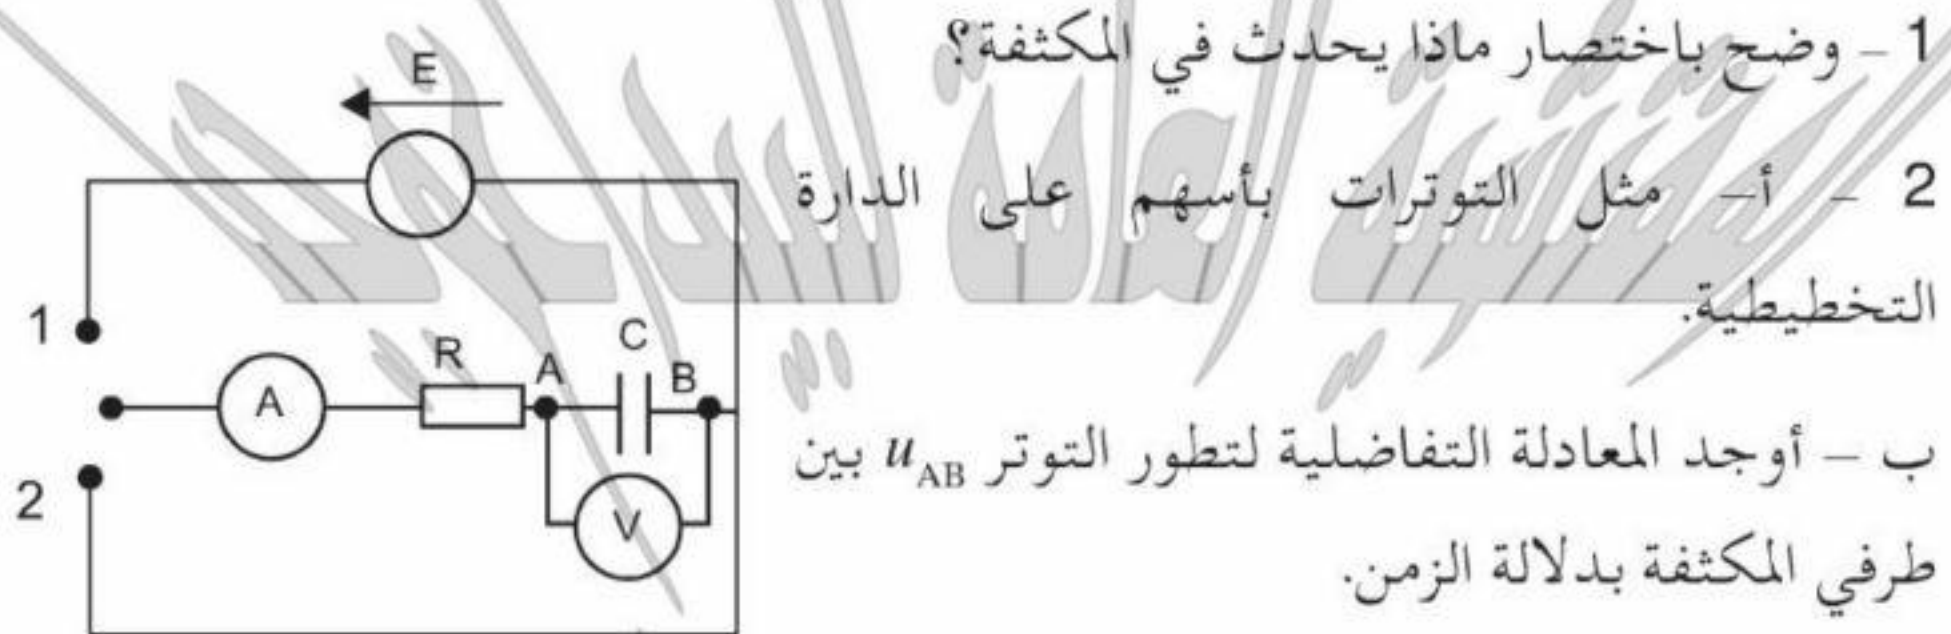 1 – وضح باختصار ماذا يحدث في المكثفة؟
2 – أ– مثل التوترات بأسهم على الدارة
التخطيطية.
ب – أوجد المعادلة التفاضلية لتطور التوتر u_AB بين
طرفي المكثفة بدلالة الزمن.
E
1
A
R
A
C
B
2
V